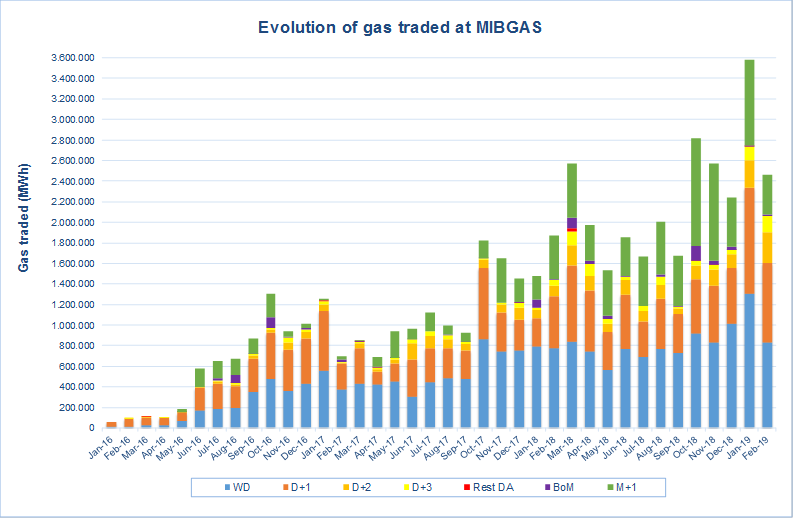 Evolution of gas traded at MIBGAS
Gas traded (MWh)
3.600.000
3.400.000
3.200.000
3.000.000
2.800.000
2.600.000
2.400.000
2.200.000
2.000.000
1.800.000
1.600.000
1.400.000
1.200.000
1.000.000
800.000
600.000
400.000
200.000
0
Jan-16
Feb-16
Mar-16
Apr-16
May-16
Jun-16
Jul-16
Aug-16
Sep-16
Oct-16
Nov-16
Dec-16
Jan-17
Feb-17
Mar-17
Apr-17
May-17
Jun-17
Jul-17
Aug-17
Sep-17
Oct-17
Nov-17
Dec-17
Jan-18
Feb-18
Mar-18
Apr-18
May-18
Jun-18
Jul-18
Aug-18
Sep-18
Oct-18
Nov-18
Dec-18
Jan-19
Feb-19
WD D+1 D+2 D+3 Rest DA BoM M+1